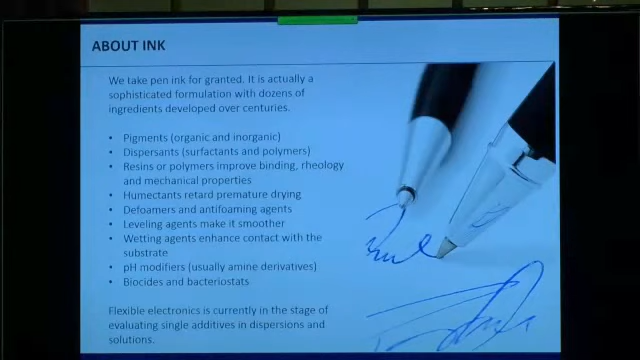 ABOUT INK
We take pen ink for granted. It is actually a
sophisticated formulation with dozens of
ingredients developed over centuries.
• Pigments (organic and inorganic)
• Dispersants (surfactants and polymers)
• Resins or polymers improve binding, rheology
and mechanical properties
• Humectants retard premature drying
• Defoamers and antifoaming agents
• Leveling agents make it smoother
• Wetting agents enhance contact with the
substrate
• pH modifiers (usually amine derivatives)
• Biocides and bacteriostats
Flexible electronics is currently in the stage of
evaluating single additives in dispersions and
solutions.